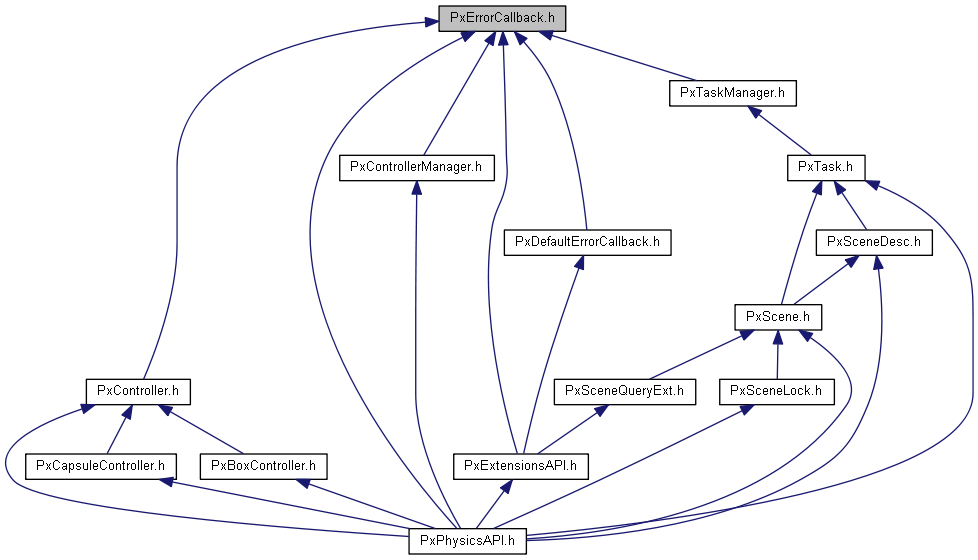 PxErrorCallback.h
PxTaskManager.h
PxControllerManager.h
PxTask.h
PxDefaultErrorCallback.h
PxSceneDesc.h
PxScene.h
PxController.h
PxSceneQueryExt.h
PxSceneLock.h
PxCapsuleController.h
PxBoxController.h
PxExtensionsAPI.h
PxPhysicsAPI.h